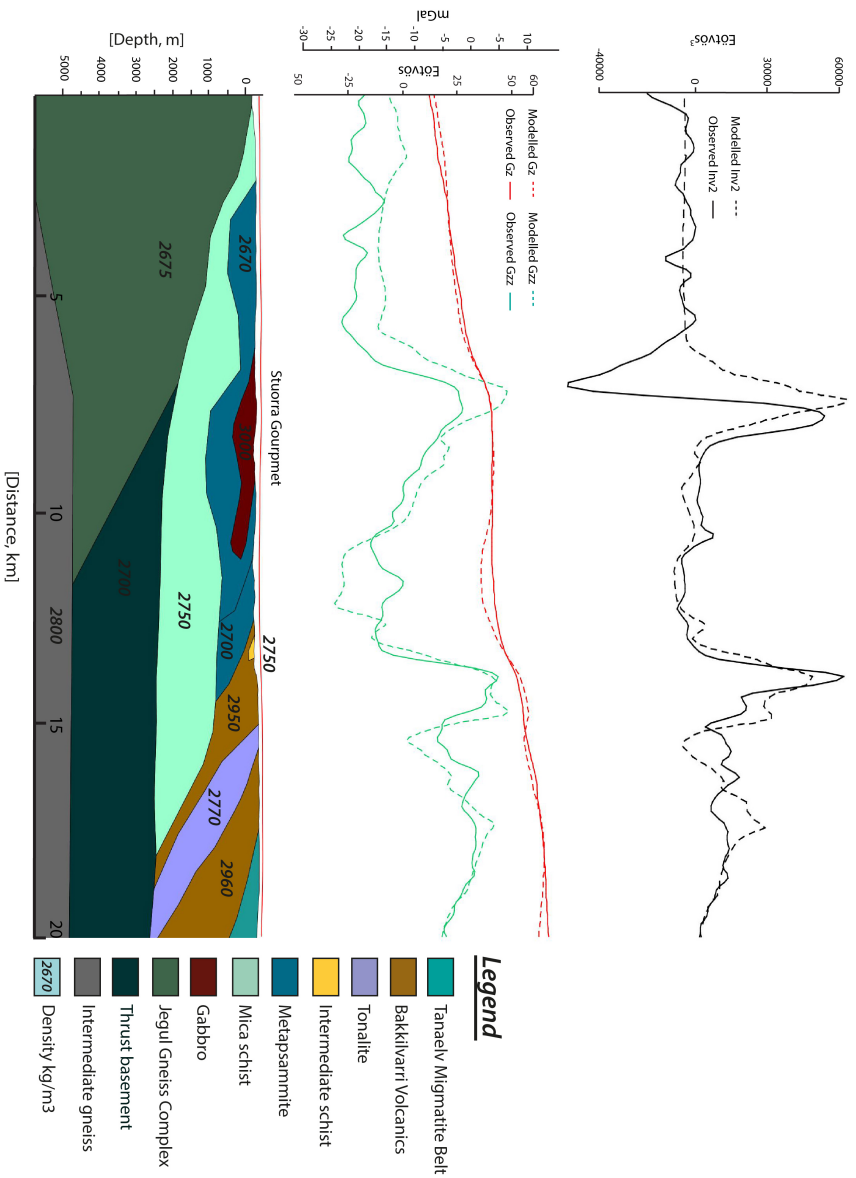 60000
300000
0
-40000
Eötvös³
Modelled Inv2
Observed Inv2
10
-5
-10
-15
-20
-25
-30
mGal
60
50
25
0
-25
50
Eötvös
Modelled Gz
Observed Gz
Modelled Gzz
Observed Gzz
Stuorra Gourpmet
2750
0
1000
2000
3000
4000
5000
[Depth, m]
2670
3000
2700
2950
2770
2960
2675
2750
2700
2800
5
10
15
20
[Distance, km]
Legend
Tanaelv Migmatite Belt
Bakkilvarri Volcanics
Tonalite
Intermediate schist
Metapsammite
Mica schist
Gabbro
Jegul Gneiss Complex
Thrust basement
Intermediate gneiss
2670 Density kg/m3